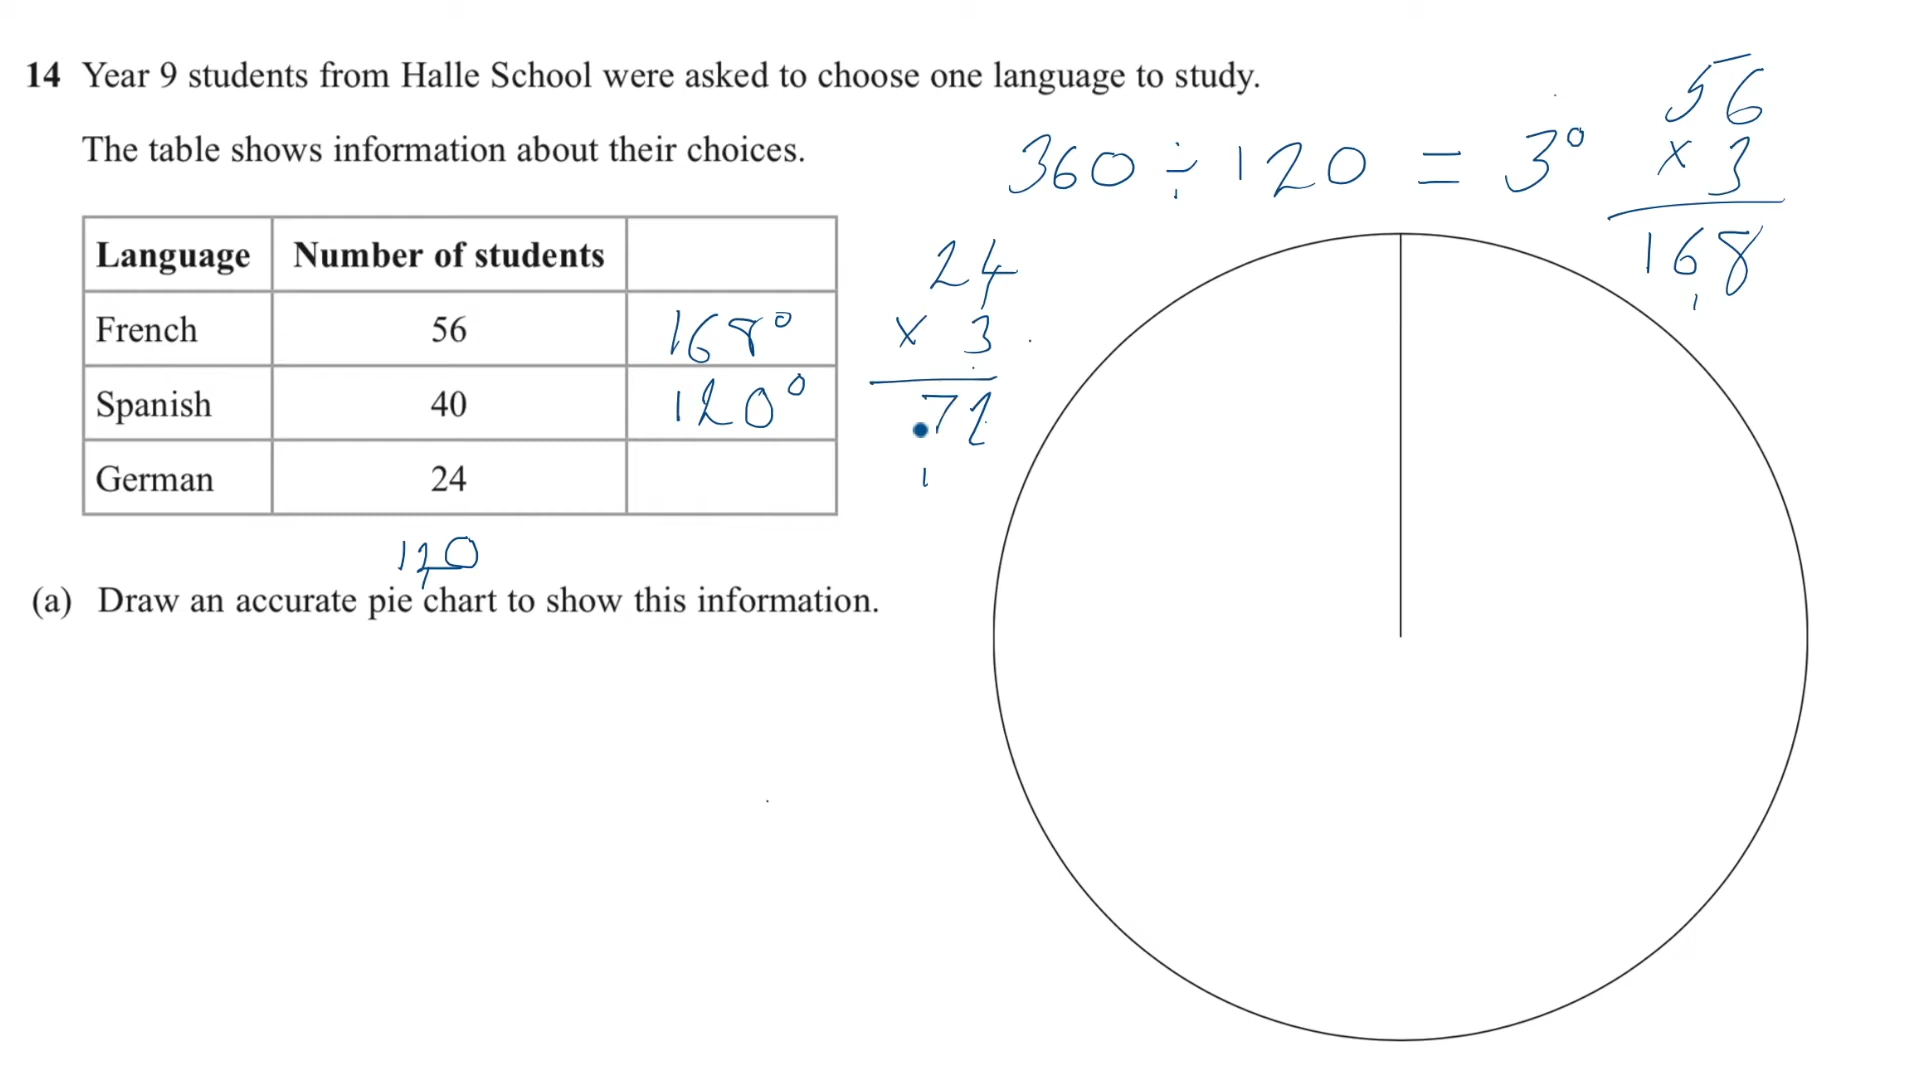 14 Year 9 students from Halle School were asked to choose one language to study.
The table shows information about their choices.
360 ÷ 120 = 3°
56
x 3
168
1
Language Number of students
French 56 168°
Spanish 40 120°
German 24
120
24
x 3
72
1
(a) Draw an accurate pie chart to show this information.